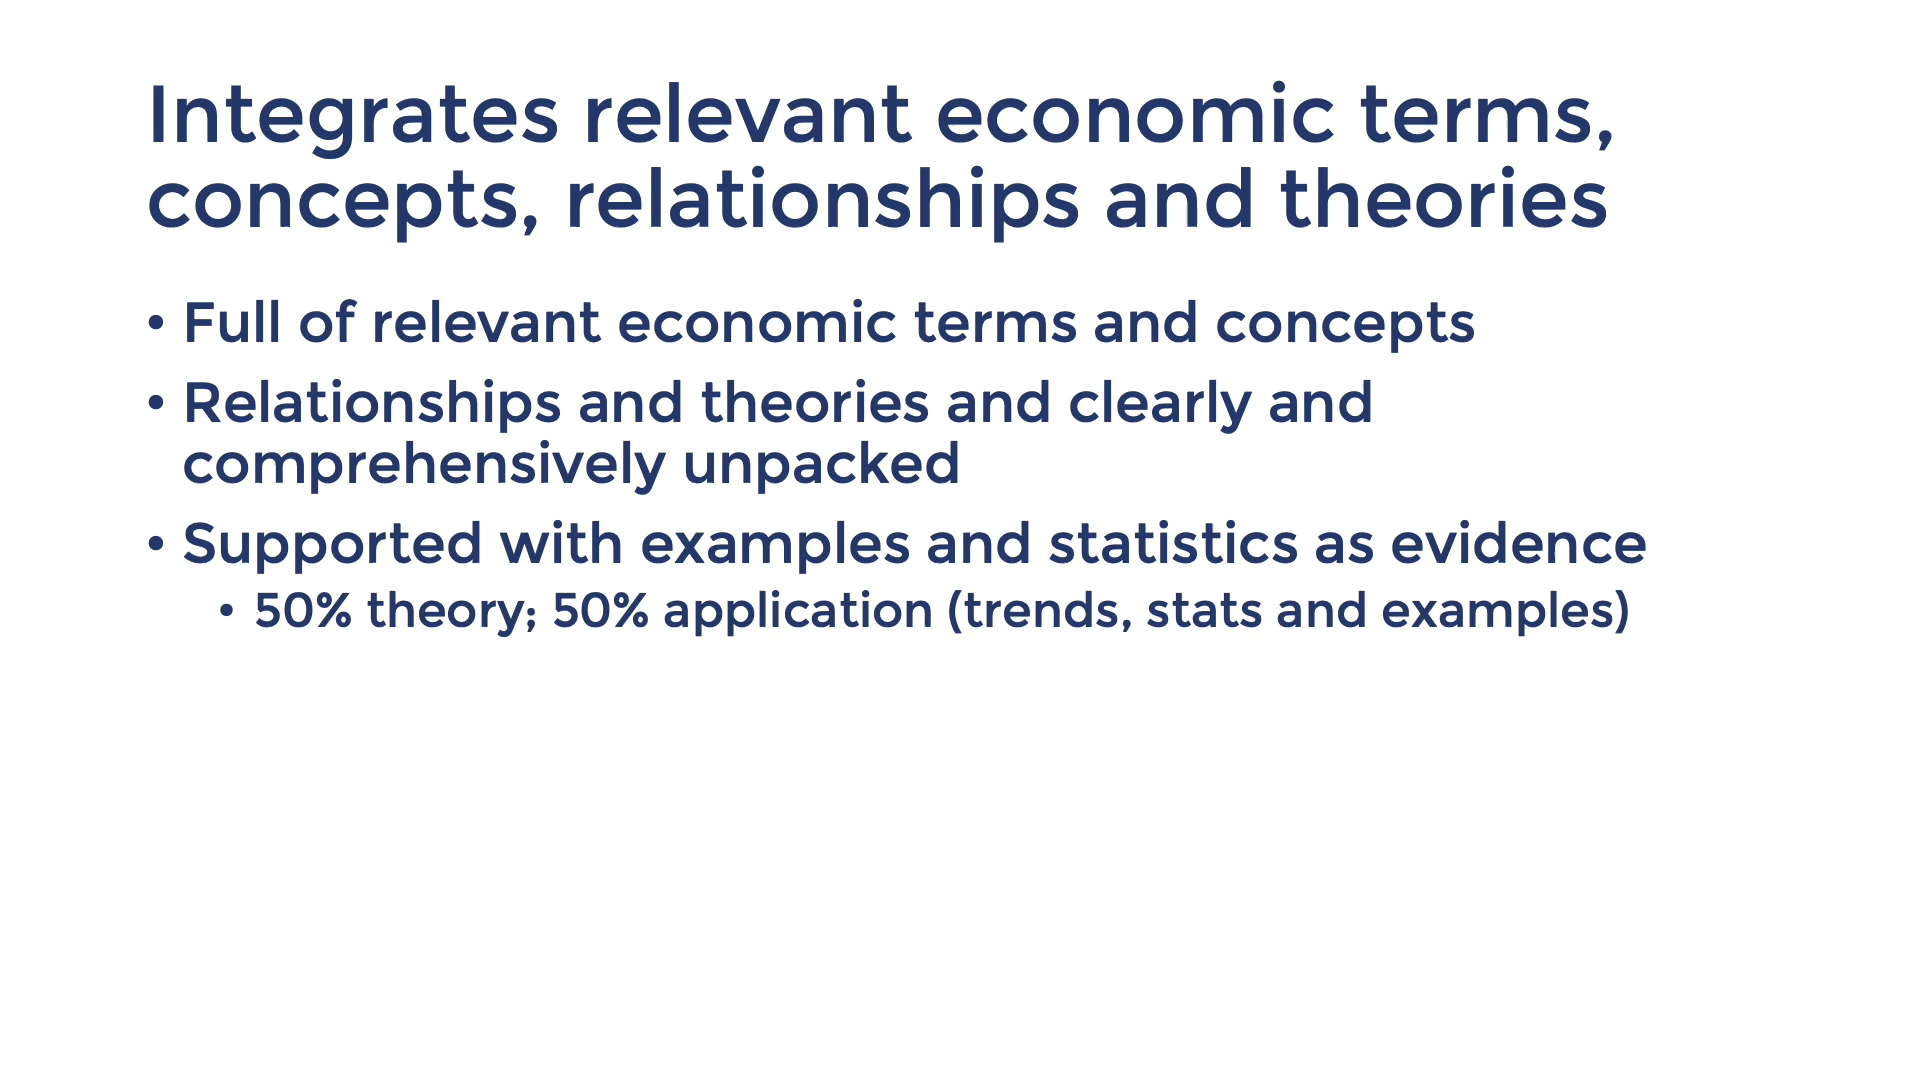 Integrates relevant economic terms,
concepts, relationships and theories
• Full of relevant economic terms and concepts
• Relationships and theories and clearly and
comprehensively unpacked
• Supported with examples and statistics as evidence
• 50% theory; 50% application (trends, stats and examples)